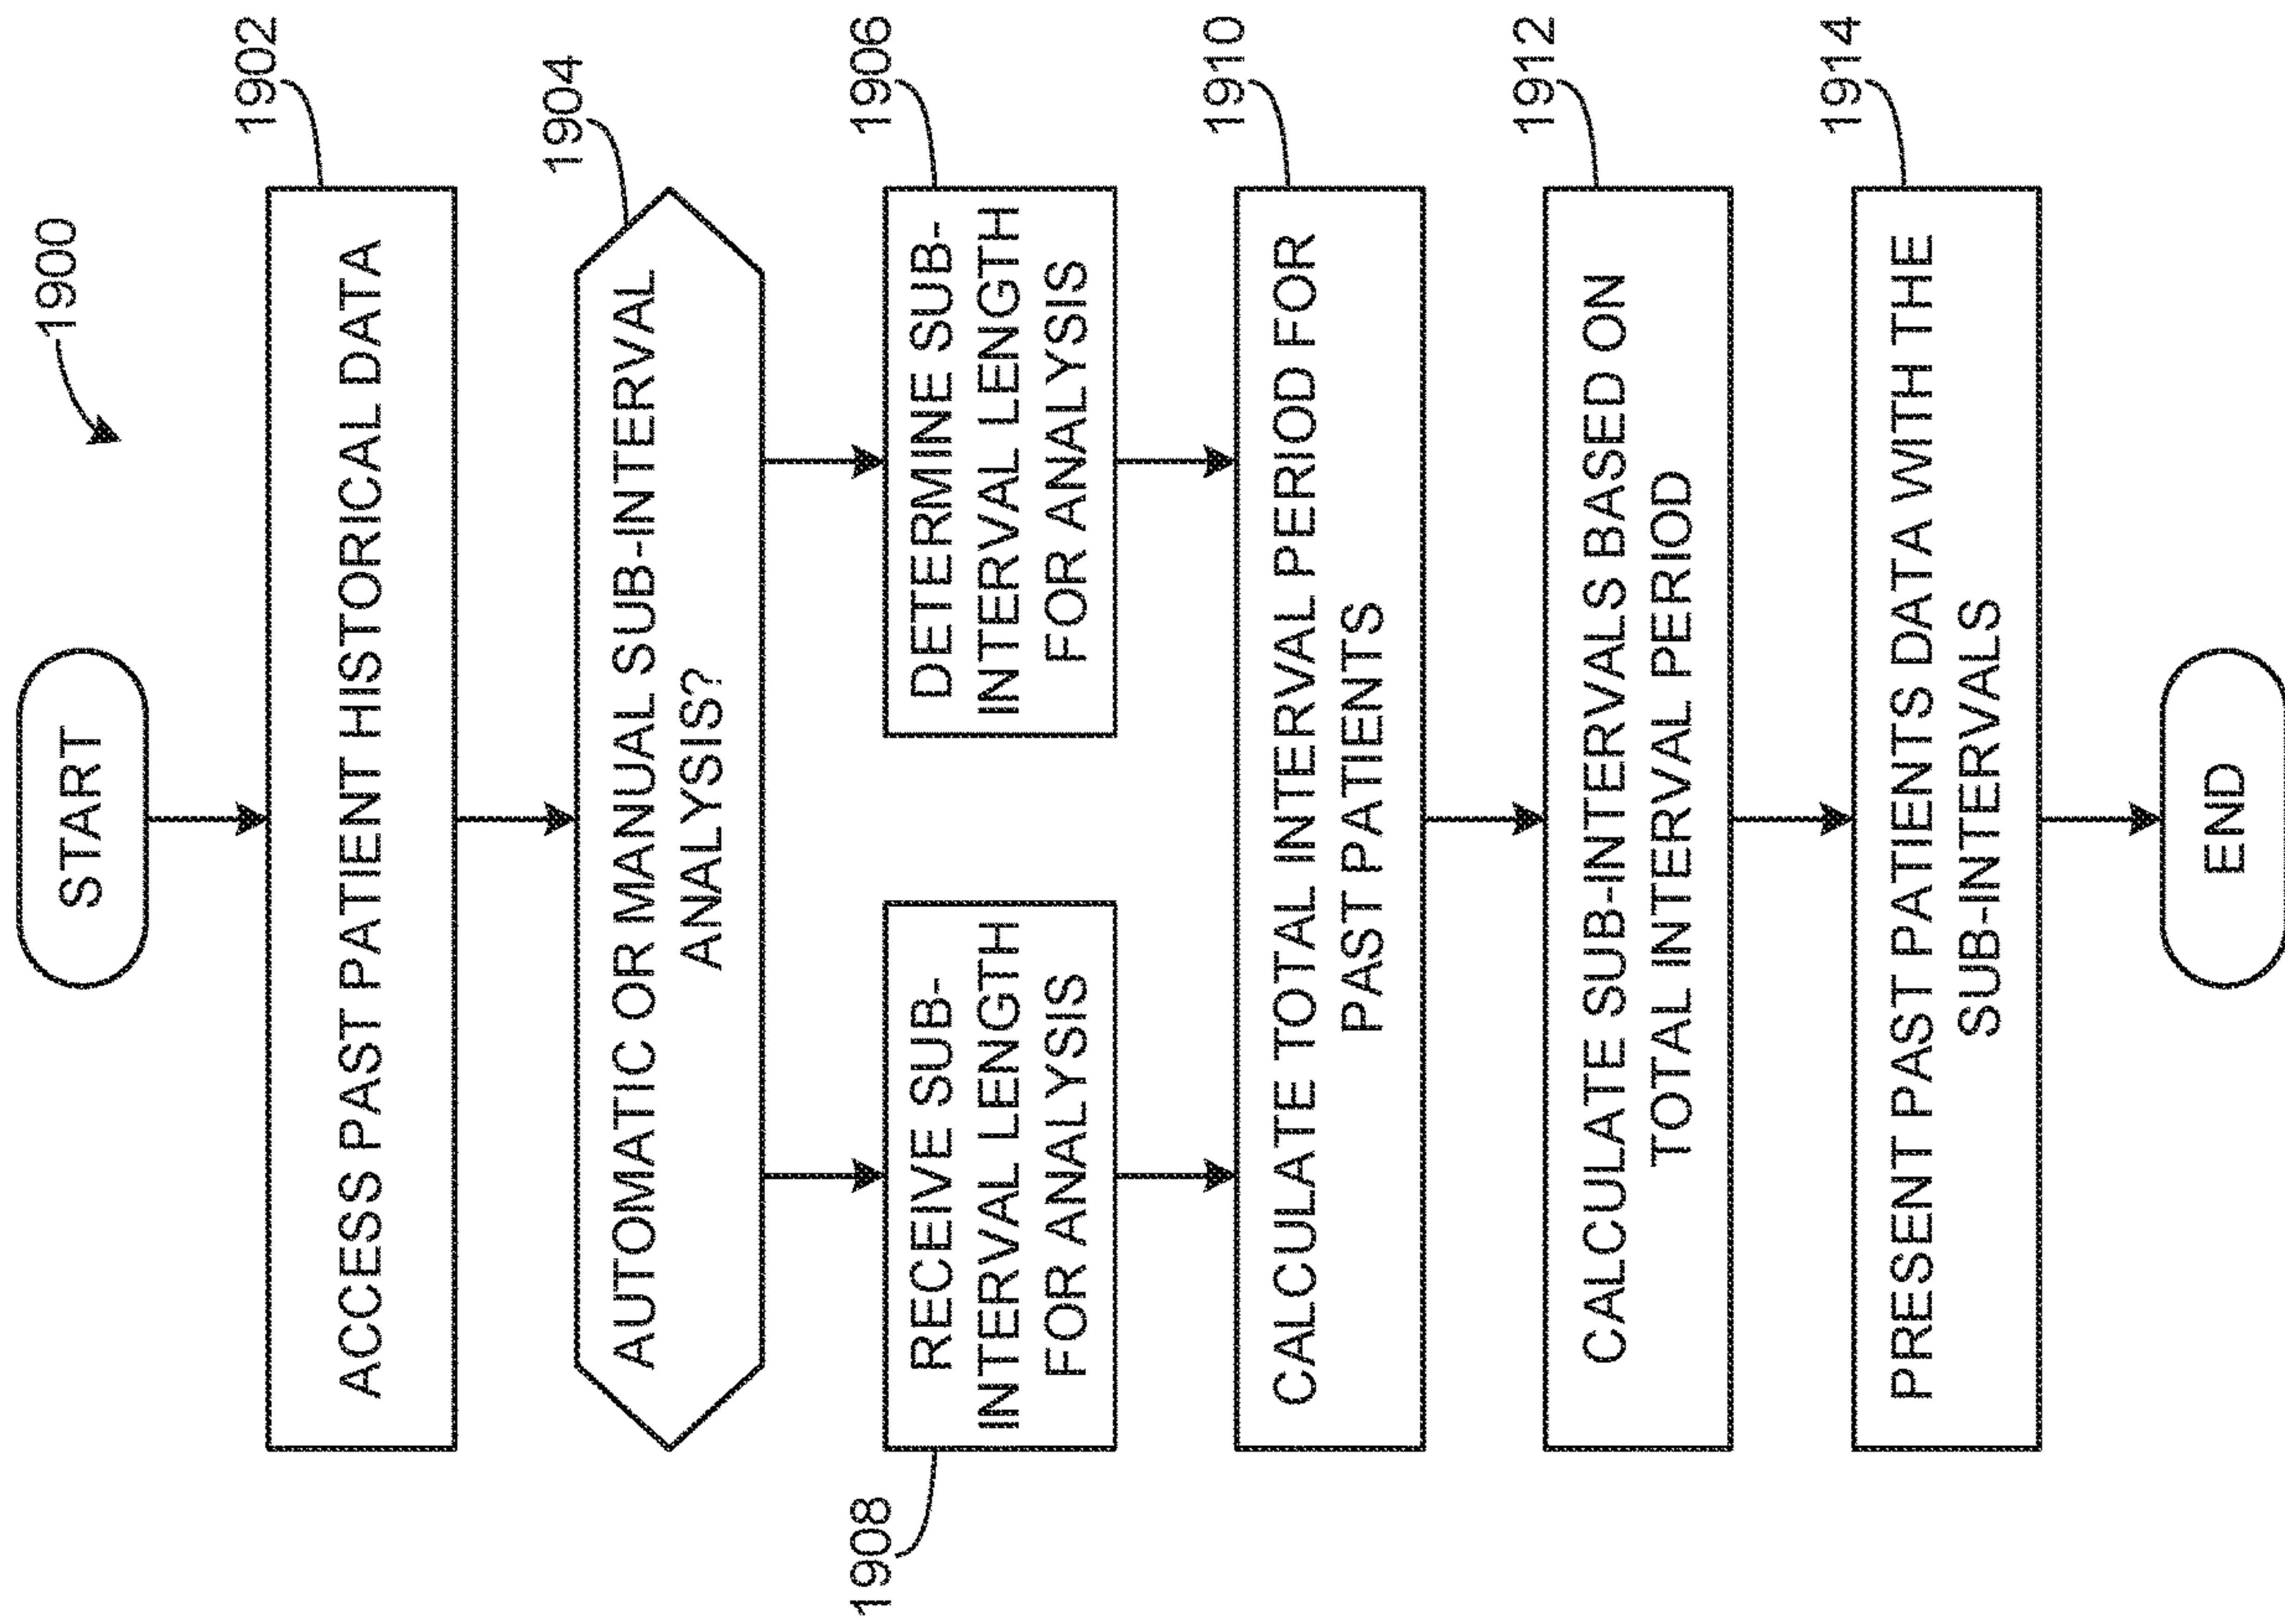 1900
START
ACCESS PAST PATIENT HISTORICAL DATA
1902
AUTOMATIC OR MANUAL SUB-INTERVAL
ANALYSIS?
1904
1908
RECEIVE SUB-
INTERVAL LENGTH
FOR ANALYSIS
DETERMINE SUB-
INTERVAL LENGTH
FOR ANALYSIS
1906
CALCULATE TOTAL INTERVAL PERIOD FOR
PAST PATIENTS
1910
CALCULATE SUB-INTERVALS BASED ON
TOTAL INTERVAL PERIOD
1912
PRESENT PAST PATIENTS DATA WITH THE
SUB-INTERVALS
1914
END